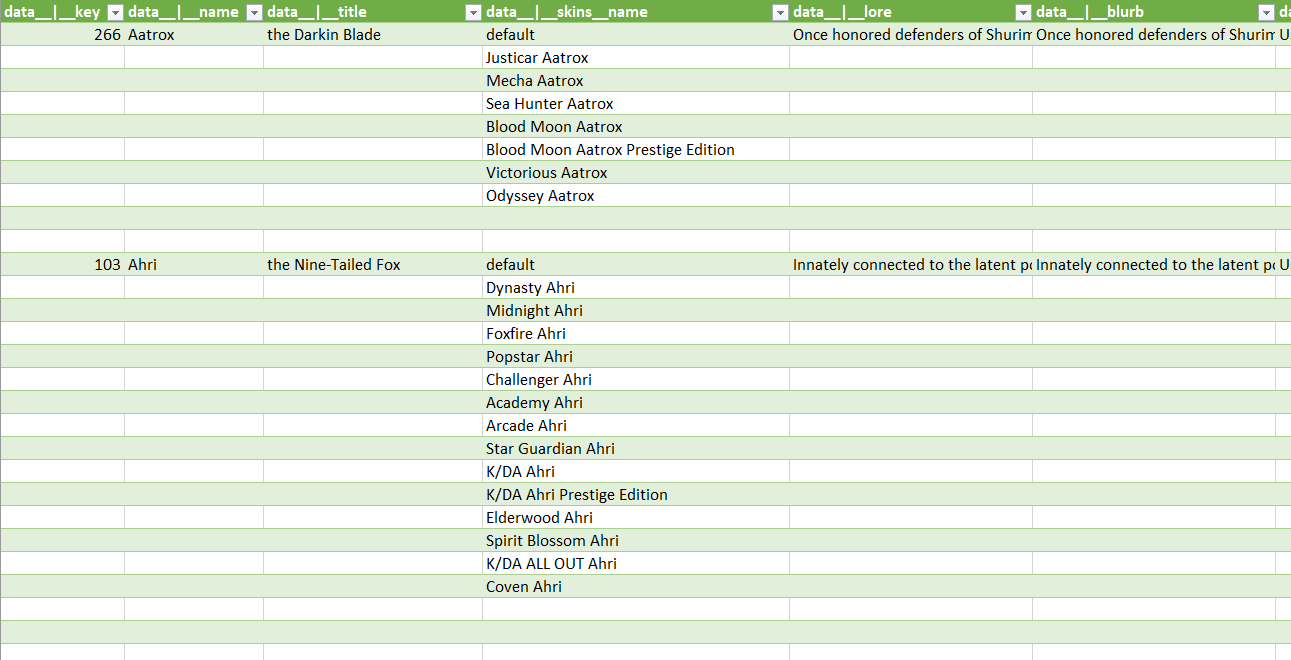 data__|__key data__|__name data__|__title data__|__skins__name data__|__lore data__|__blurb
266 Aatrox the Darkin Blade default Once honored defenders of Shurim Once honored defenders of Shurim U
Justicar Aatrox
Mecha Aatrox
Sea Hunter Aatrox
Blood Moon Aatrox
Blood Moon Aatrox Prestige Edition
Victorious Aatrox
Odyssey Aatrox
103 Ahri the Nine-Tailed Fox default Innately connected to the latent po Innately connected to the latent po U
Dynasty Ahri
Midnight Ahri
Foxfire Ahri
Popstar Ahri
Challenger Ahri
Academy Ahri
Arcade Ahri
Star Guardian Ahri
K/DA Ahri
K/DA Ahri Prestige Edition
Elderwood Ahri
Spirit Blossom Ahri
K/DA ALL OUT Ahri
Coven Ahri